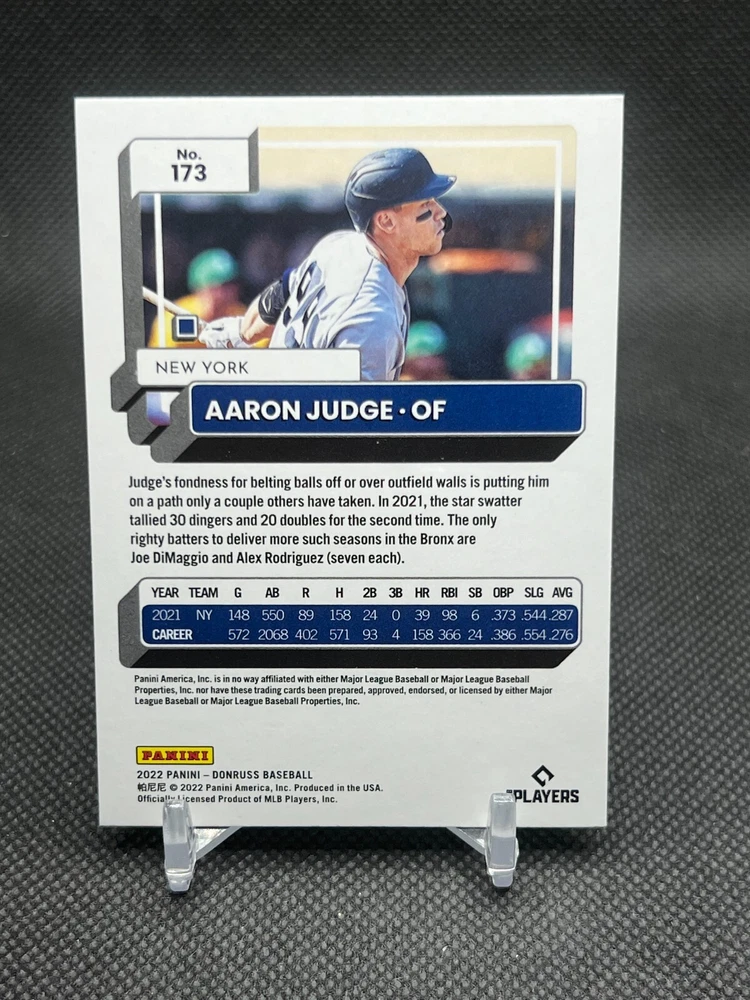 No.
173
NEW YORK
AARON JUDGE · OF
Judge's fondness for belting balls off or over outfield walls is putting him
on a path only a couple others have taken. In 2021, the star swatter
tallied 30 dingers and 20 doubles for the second time. The only
righty batters to deliver more such seasons in the Bronx are
Joe DiMaggio and Alex Rodriguez (seven each).
YEAR TEAM G AB R H 2B 3B HR RBI SB OBP SLG AVG
2021 NY 148 550 89 158 24 0 39 98 6 .373 .544 .287
CAREER 572 2068 402 571 93 4 158 366 24 .386 .554 .276
Panini America, Inc. is in no way affiliated with either Major League Baseball or Major League Baseball
Properties, Inc. nor have these trading cards been prepared, approved, endorsed, or licensed by either Major
League Baseball or Major League Baseball Properties, Inc.
PANINI
2022 PANINI – DONRUSS BASEBALL
帕尼尼 © 2022 Panini America, Inc. Produced in the USA.
Officially Licensed Product of MLB Players, Inc.
PLAYERS